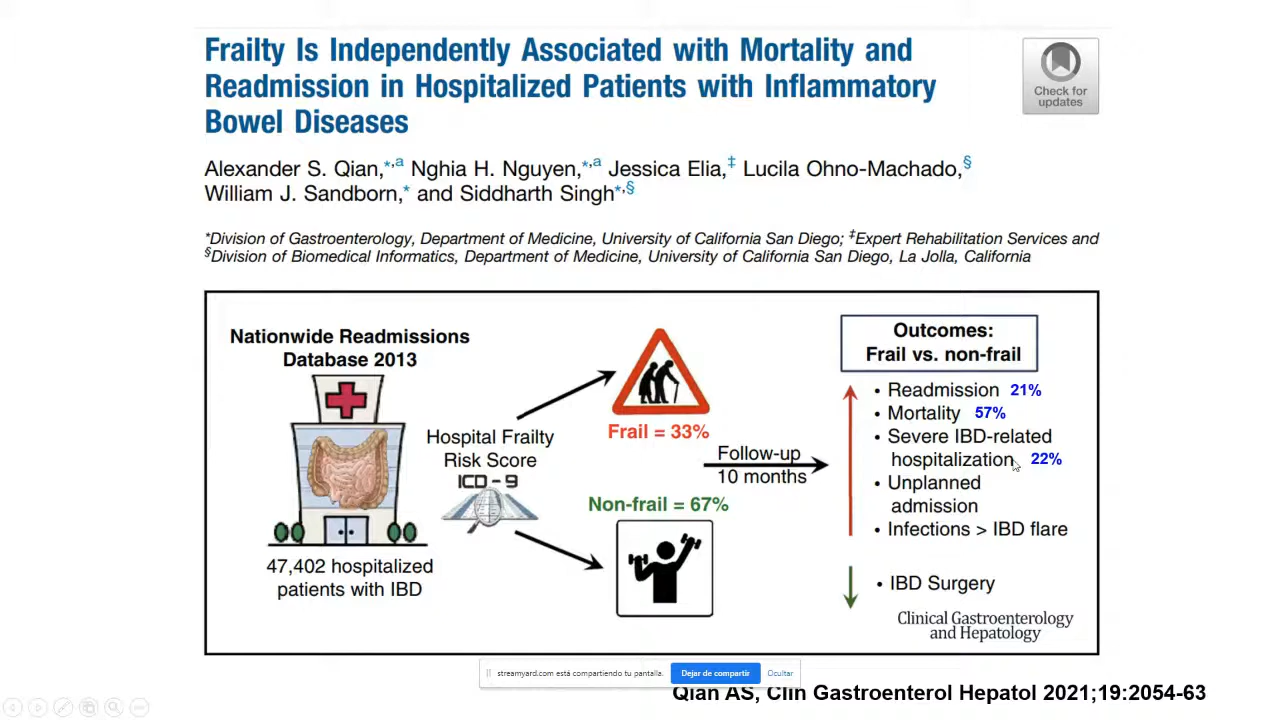 Frailty Is Independently Associated with Mortality and
Readmission in Hospitalized Patients with Inflammatory
Bowel Diseases
Check for
updates
Alexander S. Qian,*,a Nghia H. Nguyen,*,a Jessica Elia,‡ Lucila Ohno-Machado,§
William J. Sandborn,* and Siddharth Singh*,§
*Division of Gastroenterology, Department of Medicine, University of California San Diego; ‡Expert Rehabilitation Services and
§Division of Biomedical Informatics, Department of Medicine, University of California San Diego, La Jolla, California
Nationwide Readmissions
Database 2013
47,402 hospitalized
patients with IBD
Hospital Frailty
Risk Score
ICD-9
Frail = 33%
Non-frail = 67%
Follow-up
10 months
Outcomes:
Frail vs. non-frail
• Readmission 21%
• Mortality 57%
• Severe IBD-related
hospitalization 22%
• Unplanned
admission
• Infections > IBD flare
• IBD Surgery
Clinical Gastroenterology
and Hepatology
streamyard.com está compartiendo tu pantalla. Dejar de compartir Ocultar
Qian AS, Clin Gastroenterol Hepatol 2021;19:2054-63